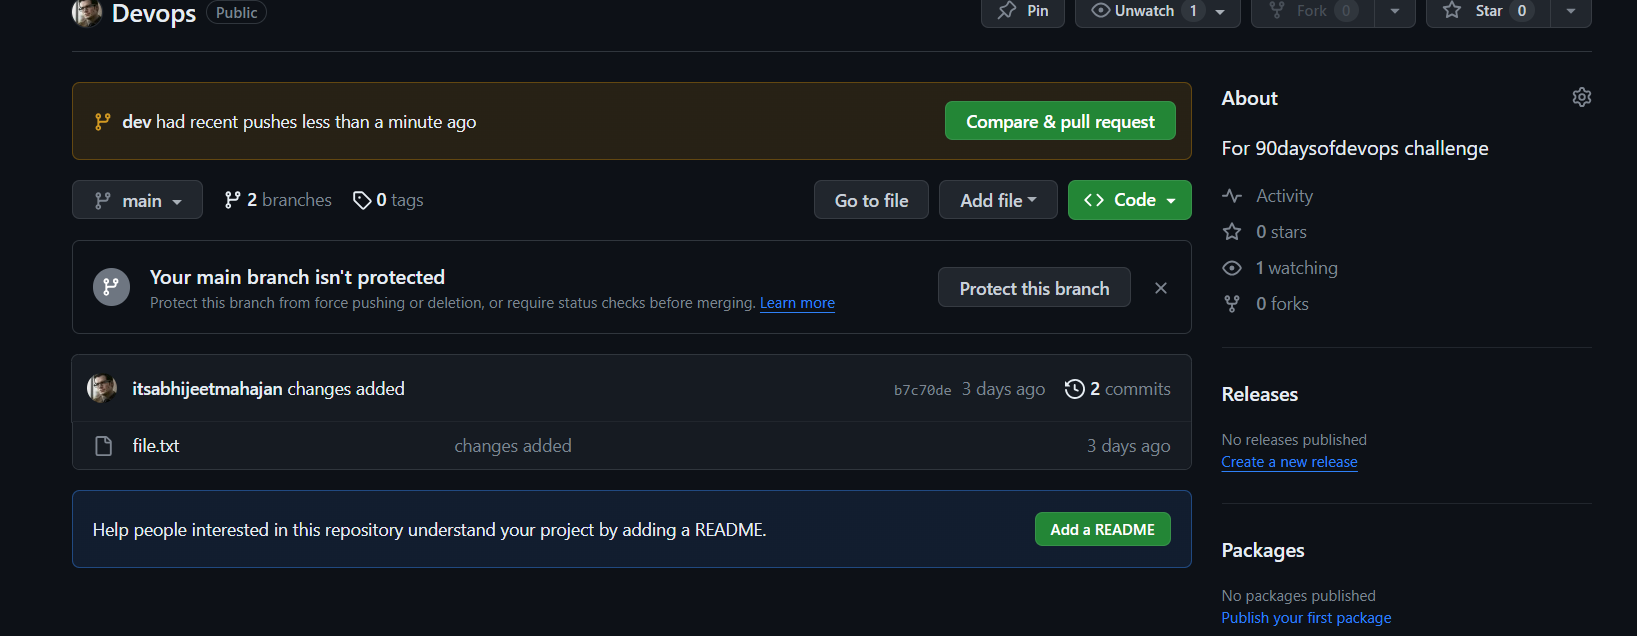 Devops Public
Pin
Unwatch 1
Fork 0
Star 0
dev had recent pushes less than a minute ago
Compare & pull request
main
2 branches
0 tags
Go to file
Add file
Code
Your main branch isn't protected
Protect this branch from force pushing or deletion, or require status checks before merging. Learn more
Protect this branch
itsabhijeetmahajan changes added
b7c70de 3 days ago
2 commits
file.txt
changes added
3 days ago
Help people interested in this repository understand your project by adding a README.
Add a README
About
For 90daysofdevops challenge
Activity
0 stars
1 watching
0 forks
Releases
No releases published
Create a new release
Packages
No packages published
Publish your first package